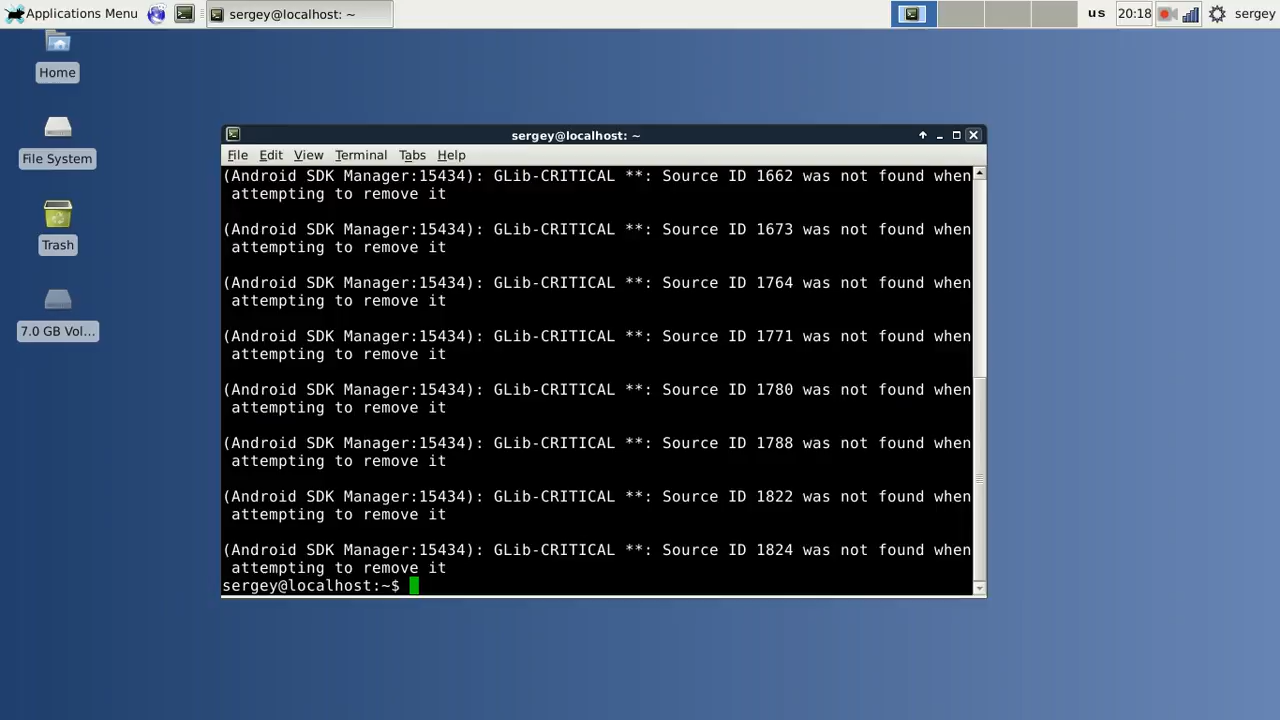 Applications Menu
sergey@localhost: ~
us
20:18
sergey
Home
File System
Trash
7.0 GB Vol...
sergey@localhost: ~
File Edit View Terminal Tabs Help
(Android SDK Manager:15434): GLib-CRITICAL **: Source ID 1662 was not found when
attempting to remove it
(Android SDK Manager:15434): GLib-CRITICAL **: Source ID 1673 was not found when
attempting to remove it
(Android SDK Manager:15434): GLib-CRITICAL **: Source ID 1764 was not found when
attempting to remove it
(Android SDK Manager:15434): GLib-CRITICAL **: Source ID 1771 was not found when
attempting to remove it
(Android SDK Manager:15434): GLib-CRITICAL **: Source ID 1780 was not found when
attempting to remove it
(Android SDK Manager:15434): GLib-CRITICAL **: Source ID 1788 was not found when
attempting to remove it
(Android SDK Manager:15434): GLib-CRITICAL **: Source ID 1822 was not found when
attempting to remove it
(Android SDK Manager:15434): GLib-CRITICAL **: Source ID 1824 was not found when
attempting to remove it
sergey@localhost:~$